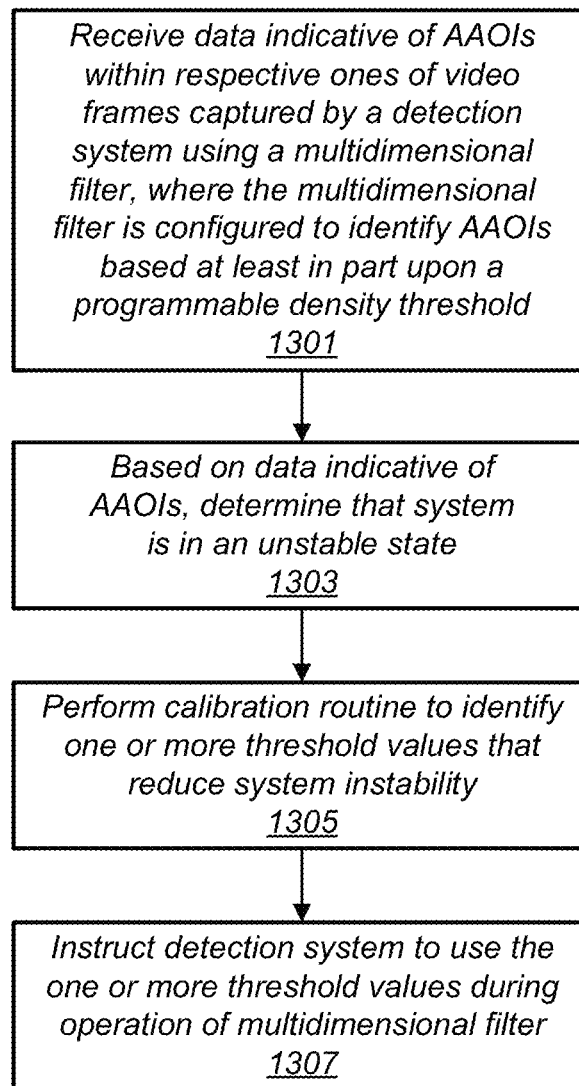 Receive data indicative of AAOIs
within respective ones of video
frames captured by a detection
system using a multidimensional
filter, where the multidimensional
filter is configured to identify AAOIs
based at least in part upon a
programmable density threshold
1301
Based on data indicative of
AAOIs, determine that system
is in an unstable state
1303
Perform calibration routine to identify
one or more threshold values that
reduce system instability
1305
Instruct detection system to use the
one or more threshold values during
operation of multidimensional filter
1307